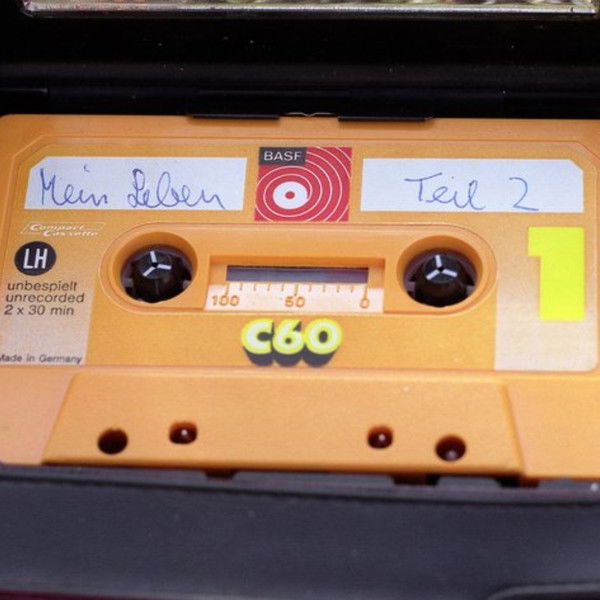 Mein Leben
BASF
Teil 2
Compact
Cassette
LH
unbespielt
unrecorded
2 x 30 min
Made in Germany
100 50 0
C60
1